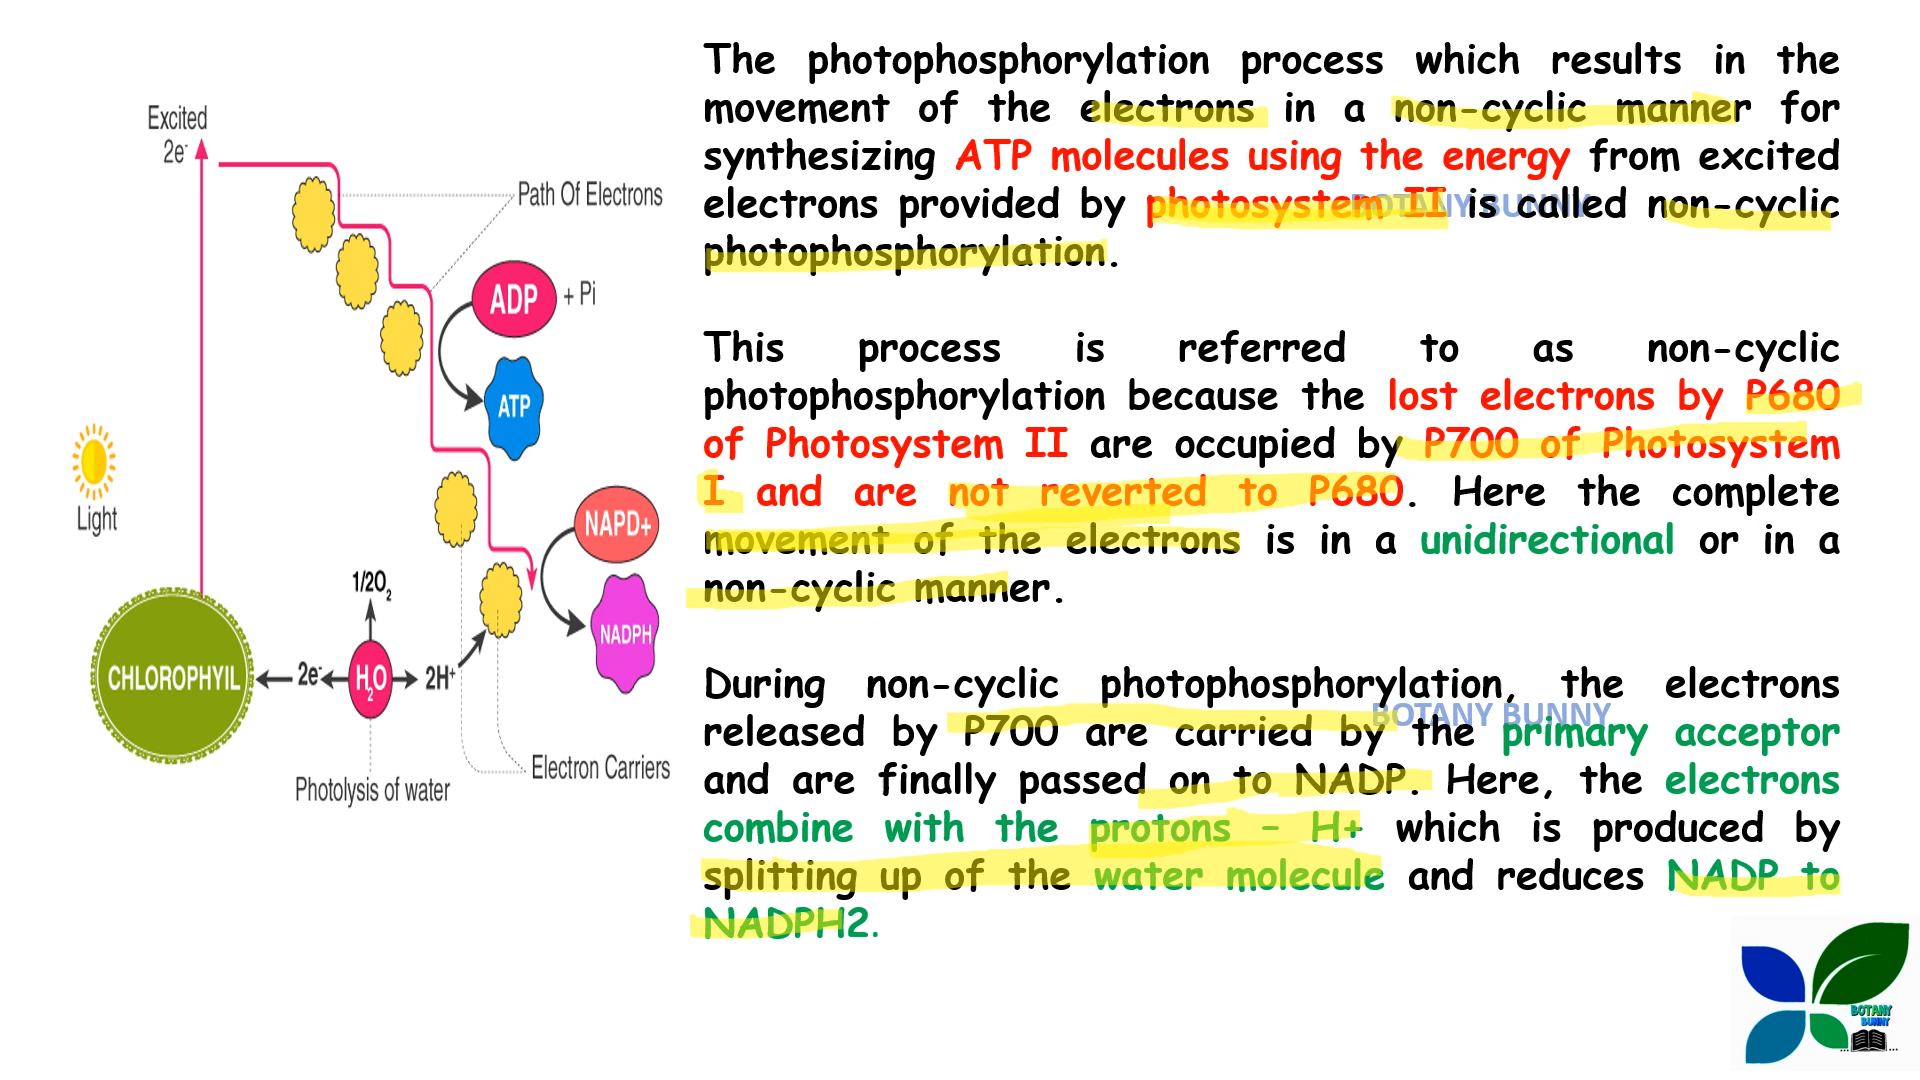 Excited
2e-
Path Of Electrons
ADP + Pi
ATP
Light
NAPD+
1/2O2
NADPH
CHLOROPHYIL
2e-
H2O
2H+
Electron Carriers
Photolysis of water
The photophosphorylation process which results in the
movement of the electrons in a non-cyclic manner for
synthesizing ATP molecules using the energy from excited
electrons provided by photosystem II is called non-cyclic
photophosphorylation.
BOTANY BUNNY
This process is referred to as non-cyclic
photophosphorylation because the lost electrons by P680
of Photosystem II are occupied by P700 of Photosystem
I and are not reverted to P680. Here the complete
movement of the electrons is in a unidirectional or in a
non-cyclic manner.
During non-cyclic photophosphorylation, the electrons
BOTANY BUNNY
released by P700 are carried by the primary acceptor
and are finally passed on to NADP. Here, the electrons
combine with the protons – H+ which is produced by
splitting up of the water molecule and reduces NADP to
NADPH2.
BOTANY
BUNNY